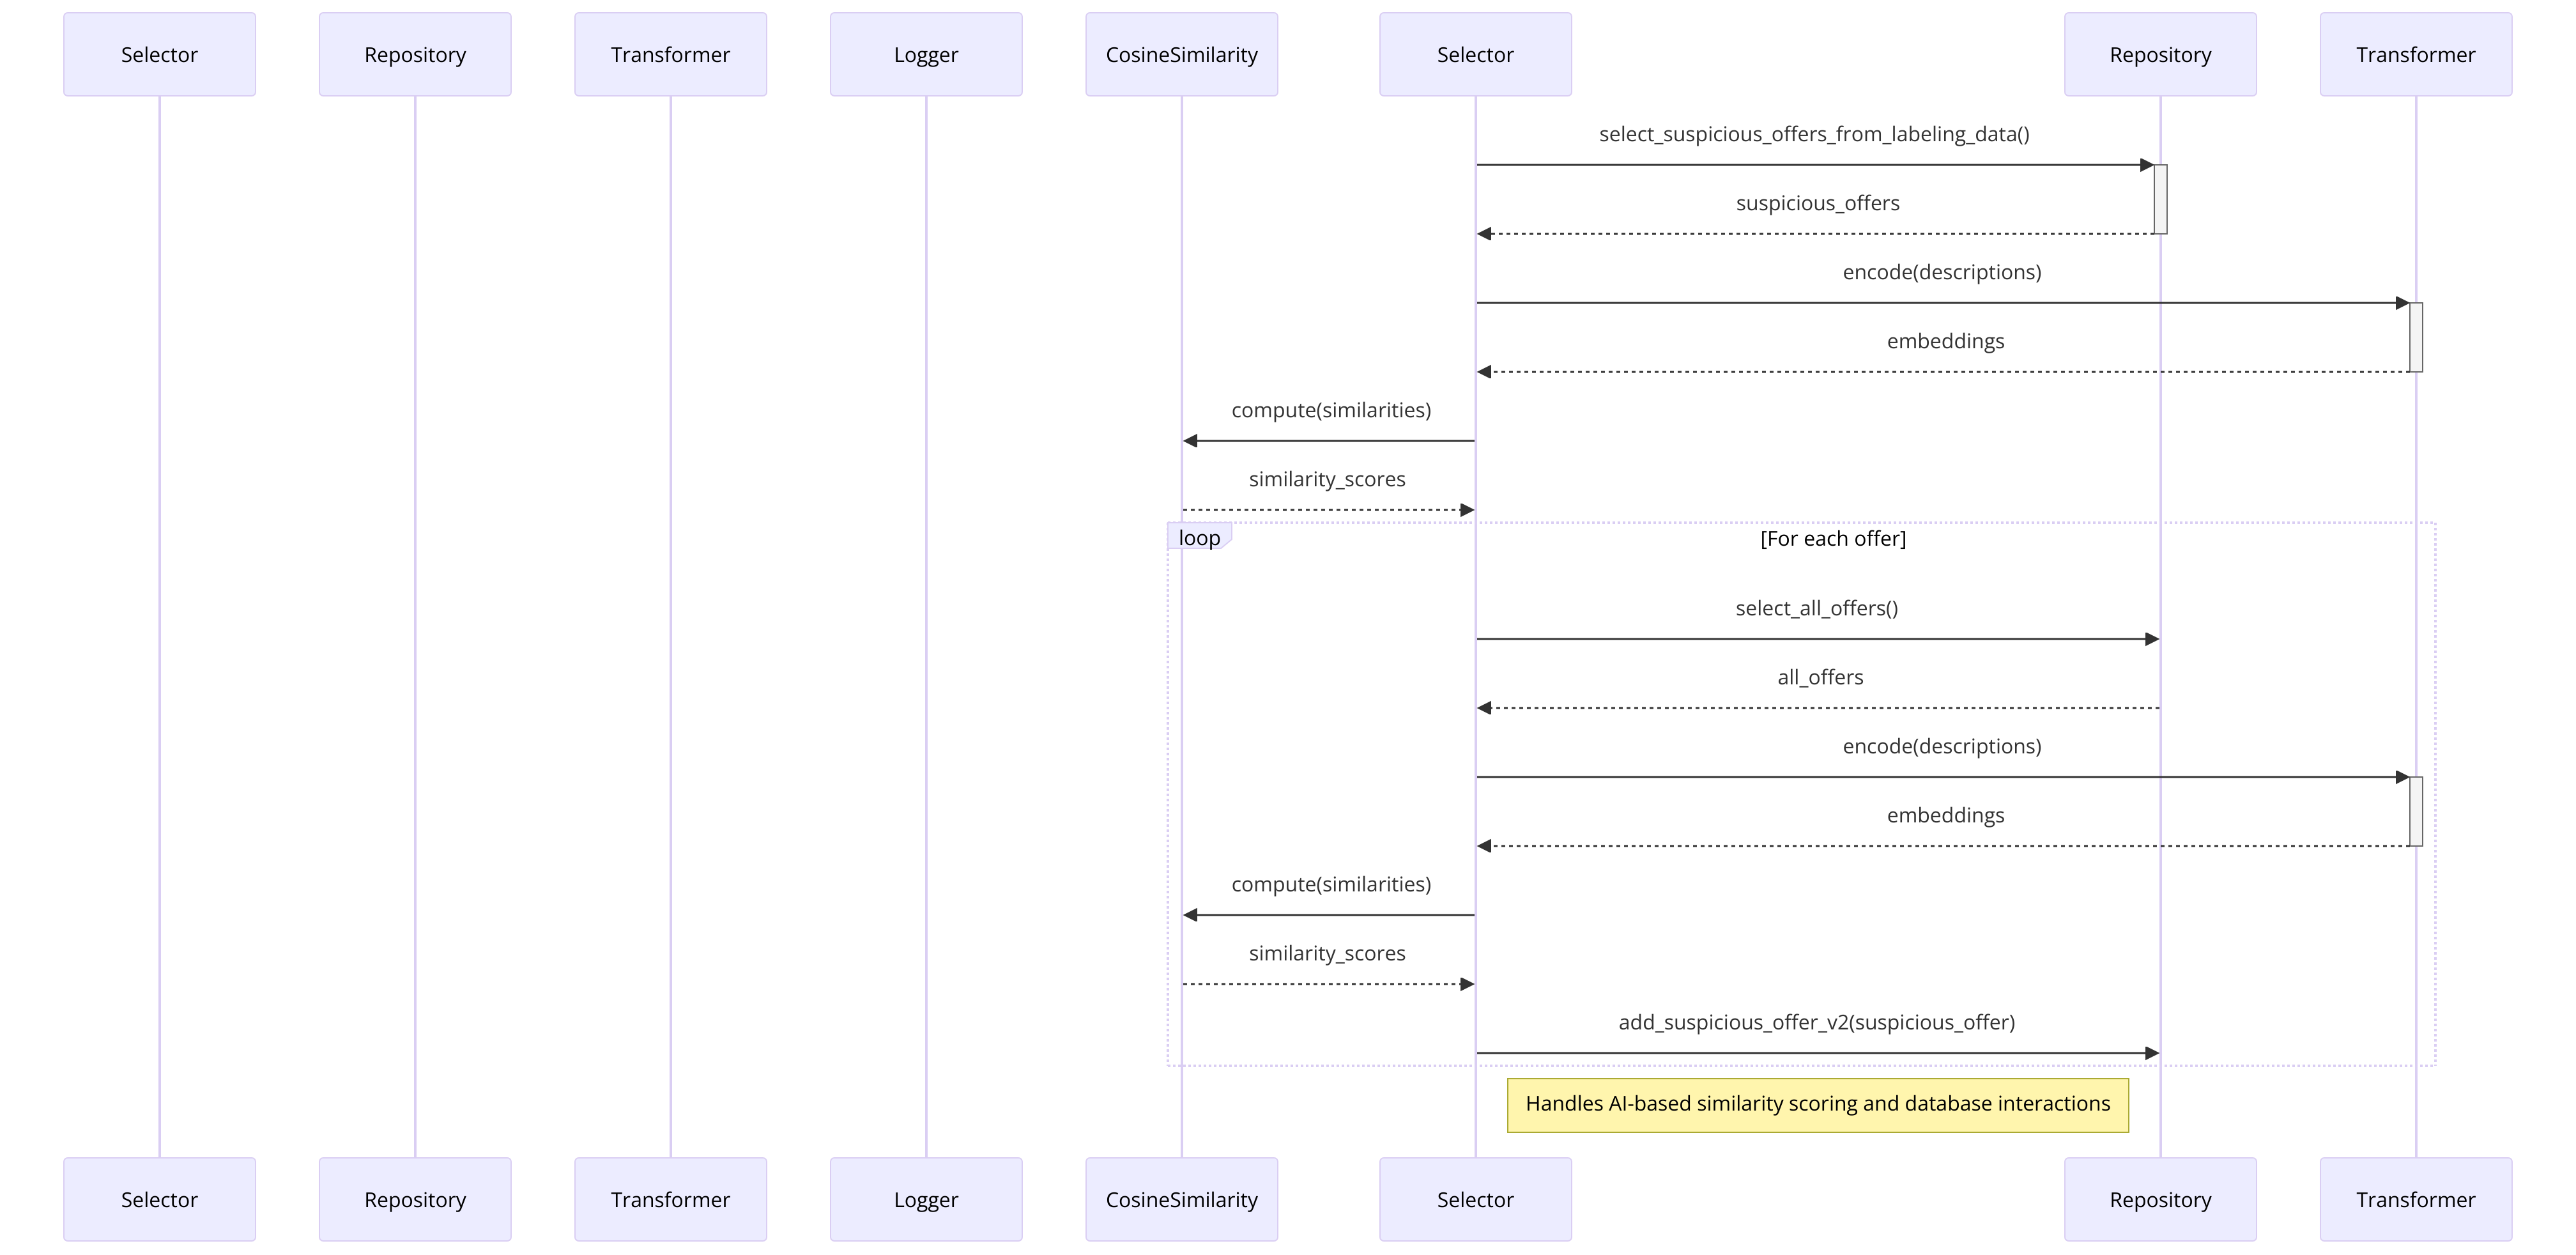 Selector
Repository
Transformer
Logger
CosineSimilarity
Selector
Repository
Transformer
select_suspicious_offers_from_labeling_data()
suspicious_offers
encode(descriptions)
embeddings
compute(similarities)
similarity_scores
loop
[For each offer]
select_all_offers()
all_offers
encode(descriptions)
embeddings
compute(similarities)
similarity_scores
add_suspicious_offer_v2(suspicious_offer)
Handles AI-based similarity scoring and database interactions
Selector
Repository
Transformer
Logger
CosineSimilarity
Selector
Repository
Transformer